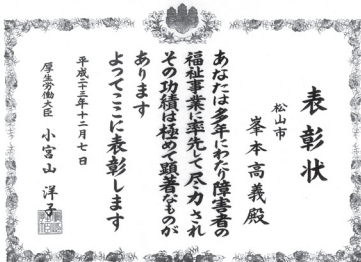 表彰状
松山市
峯本高義殿
あなたは多年にわたり障害者の
福祉事業に率先して尽力され
その功績は極めて顕著なものが
あります
よってここに表彰します
平成二十三年十二月七日
厚生労働大臣 小宮山洋子